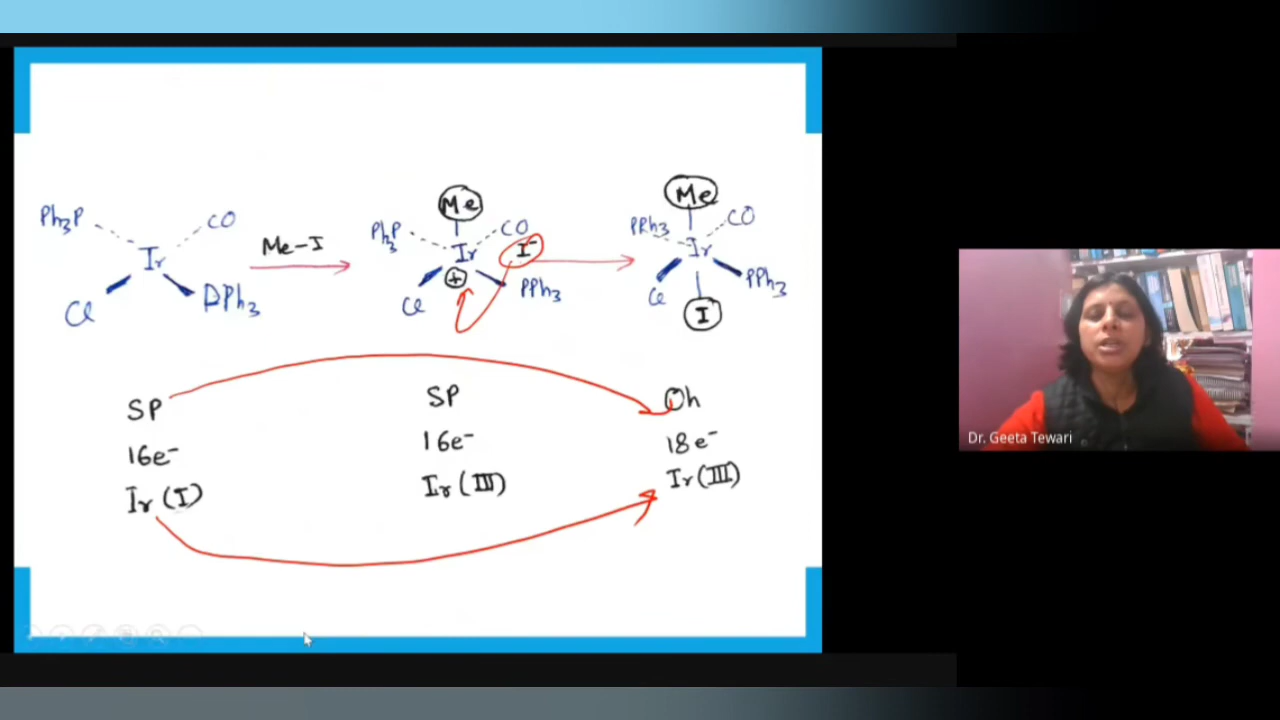 Ph3P CO
Ir
Cl PPh3
Me-I
Me
Ph3P CO
Ir I-
+
Cl PPh3
Me
PPh3 CO
Ir
Cl PPh3
I
SP SP Oh
16e- 16e- 18e-
Ir(I) Ir(III) Ir(III)
Dr. Geeta Tewari